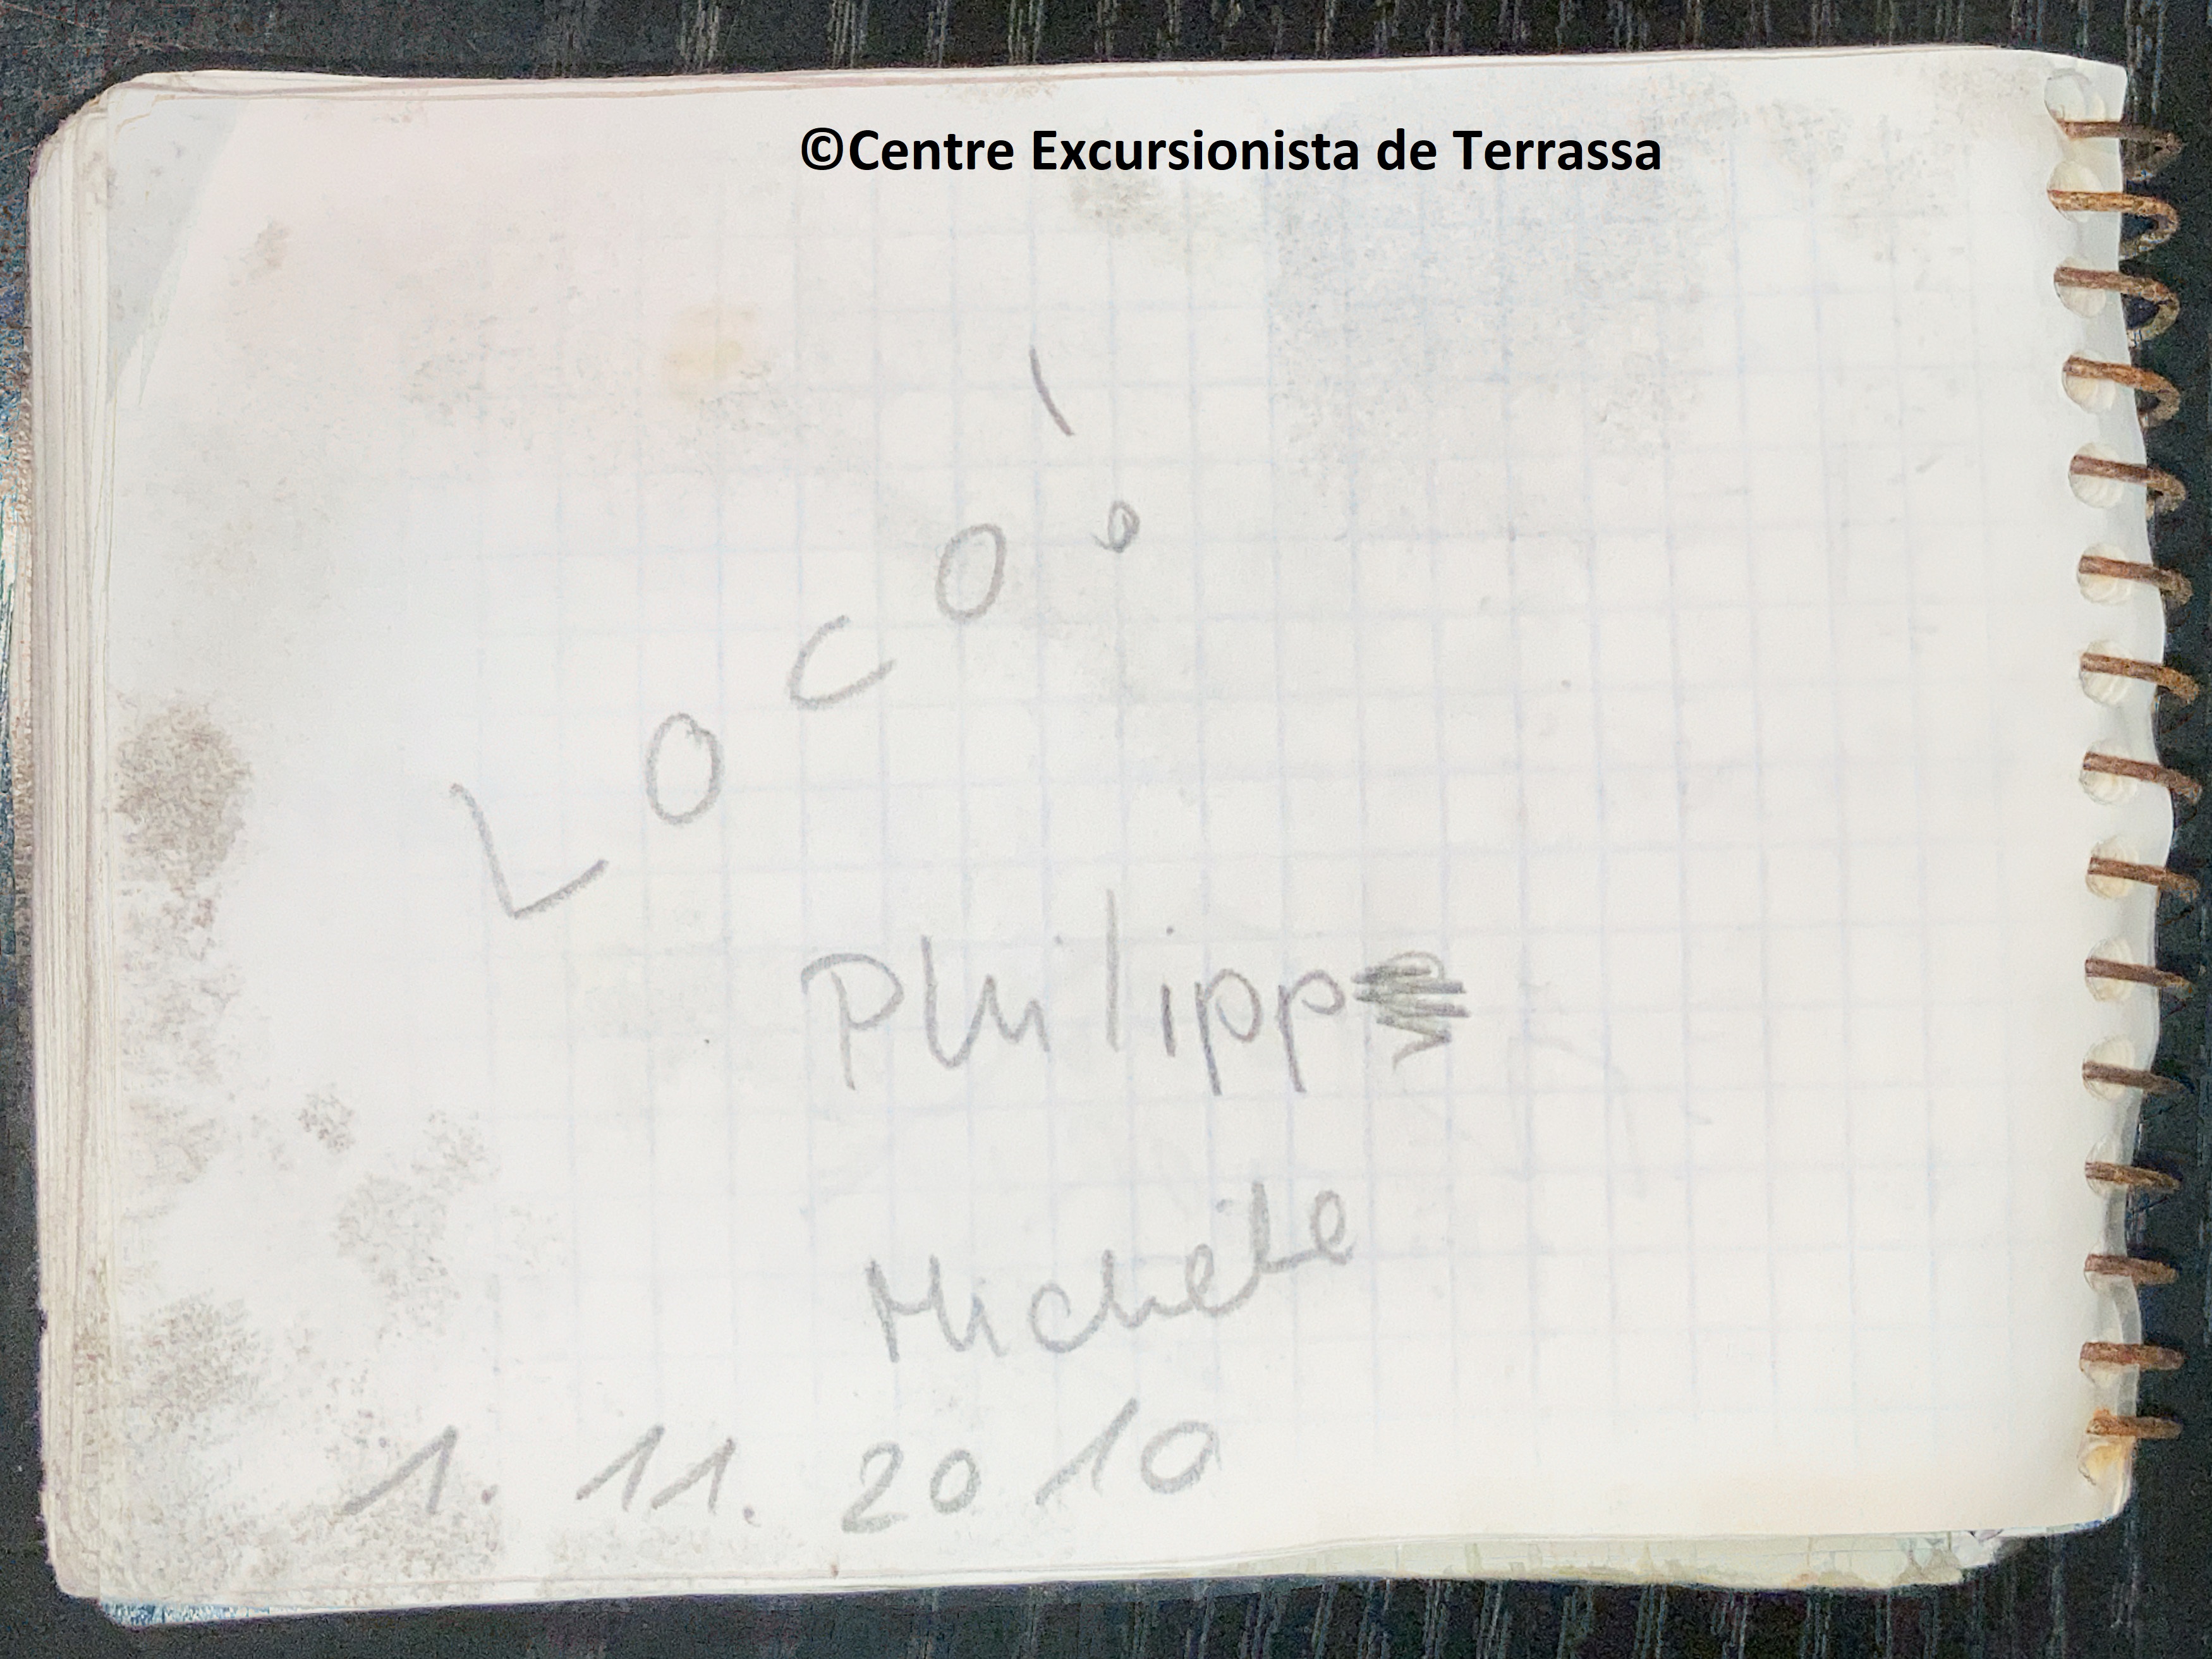 ©Centre Excursionista de Terrassa
LOCO!
Philipp
Michele
1. 11. 2010